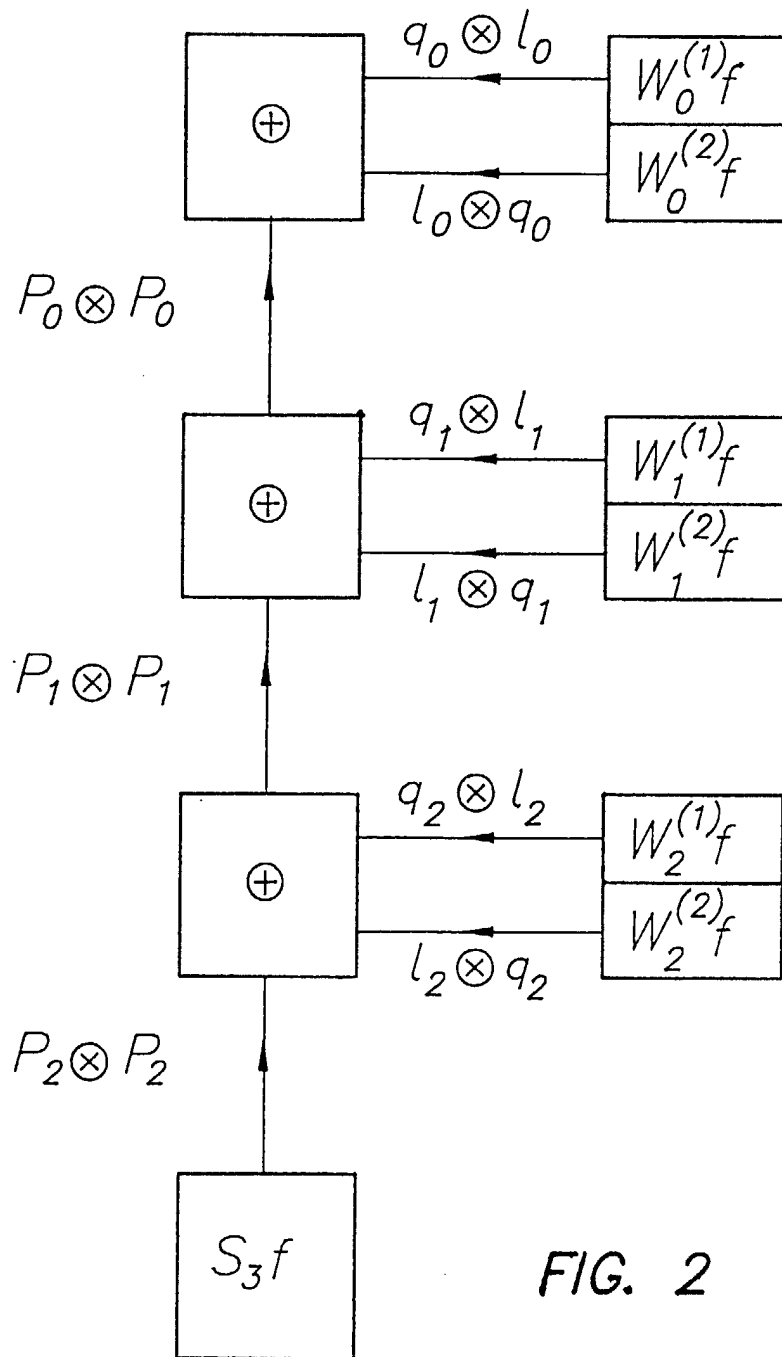 q₀ ⊗ l₀
W₀⁽¹⁾f
⊕
W₀⁽²⁾f
l₀ ⊗ q₀
P₀ ⊗ P₀
q₁ ⊗ l₁
W₁⁽¹⁾f
⊕
W₁⁽²⁾f
l₁ ⊗ q₁
P₁ ⊗ P₁
q₂ ⊗ l₂
W₂⁽¹⁾f
⊕
W₂⁽²⁾f
l₂ ⊗ q₂
P₂ ⊗ P₂
S₃f
FIG. 2